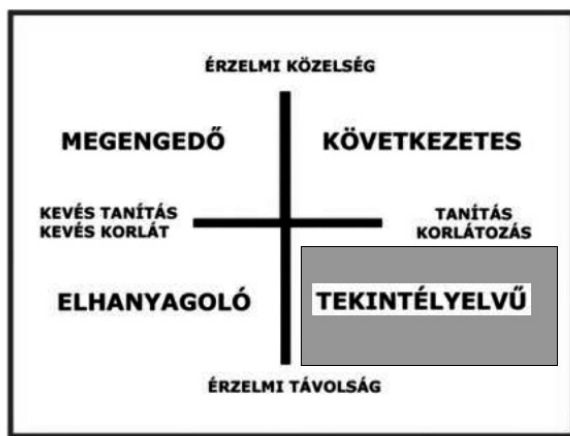 ÉRZELMI KÖZELSÉG
MEGENGEDŐ
KÖVETKEZETES
KEVÉS TANÍTÁS
KEVÉS KORLÁT
TANÍTÁS
KORLÁTOZÁS
ELHANYAGOLÓ
TEKINTÉLYELVŰ
ÉRZELMI TÁVOLSÁG